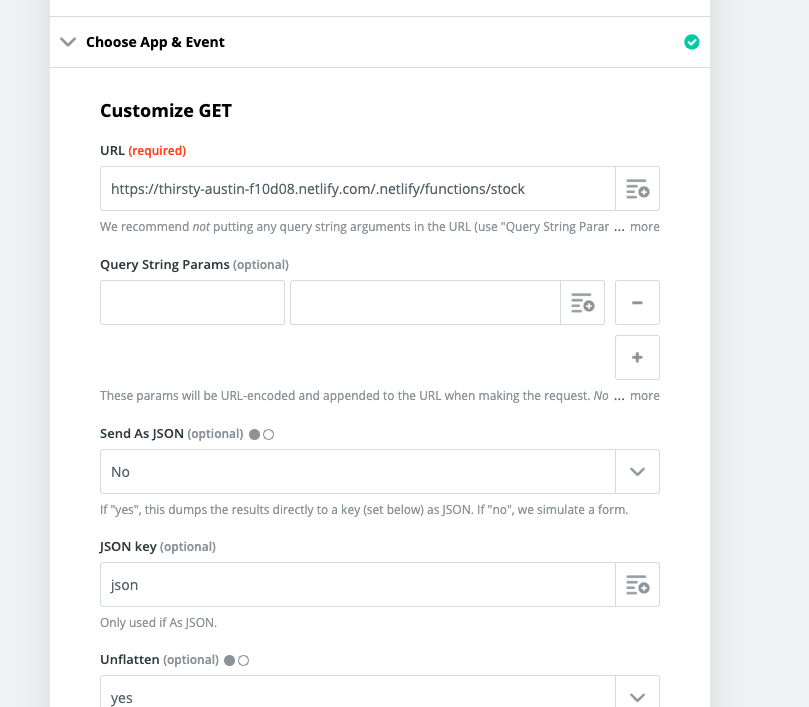 Choose App & Event
Customize GET
URL (required)
https://thirsty-austin-f10d08.netlify.com/.netlify/functions/stock
We recommend not putting any query string arguments in the URL (use "Query String Parar ... more
Query String Params (optional)
These params will be URL-encoded and appended to the URL when making the request. No ... more
Send As JSON (optional)
No
If "yes", this dumps the results directly to a key (set below) as JSON. If "no", we simulate a form.
JSON key (optional)
json
Only used if As JSON.
Unflatten (optional)
yes